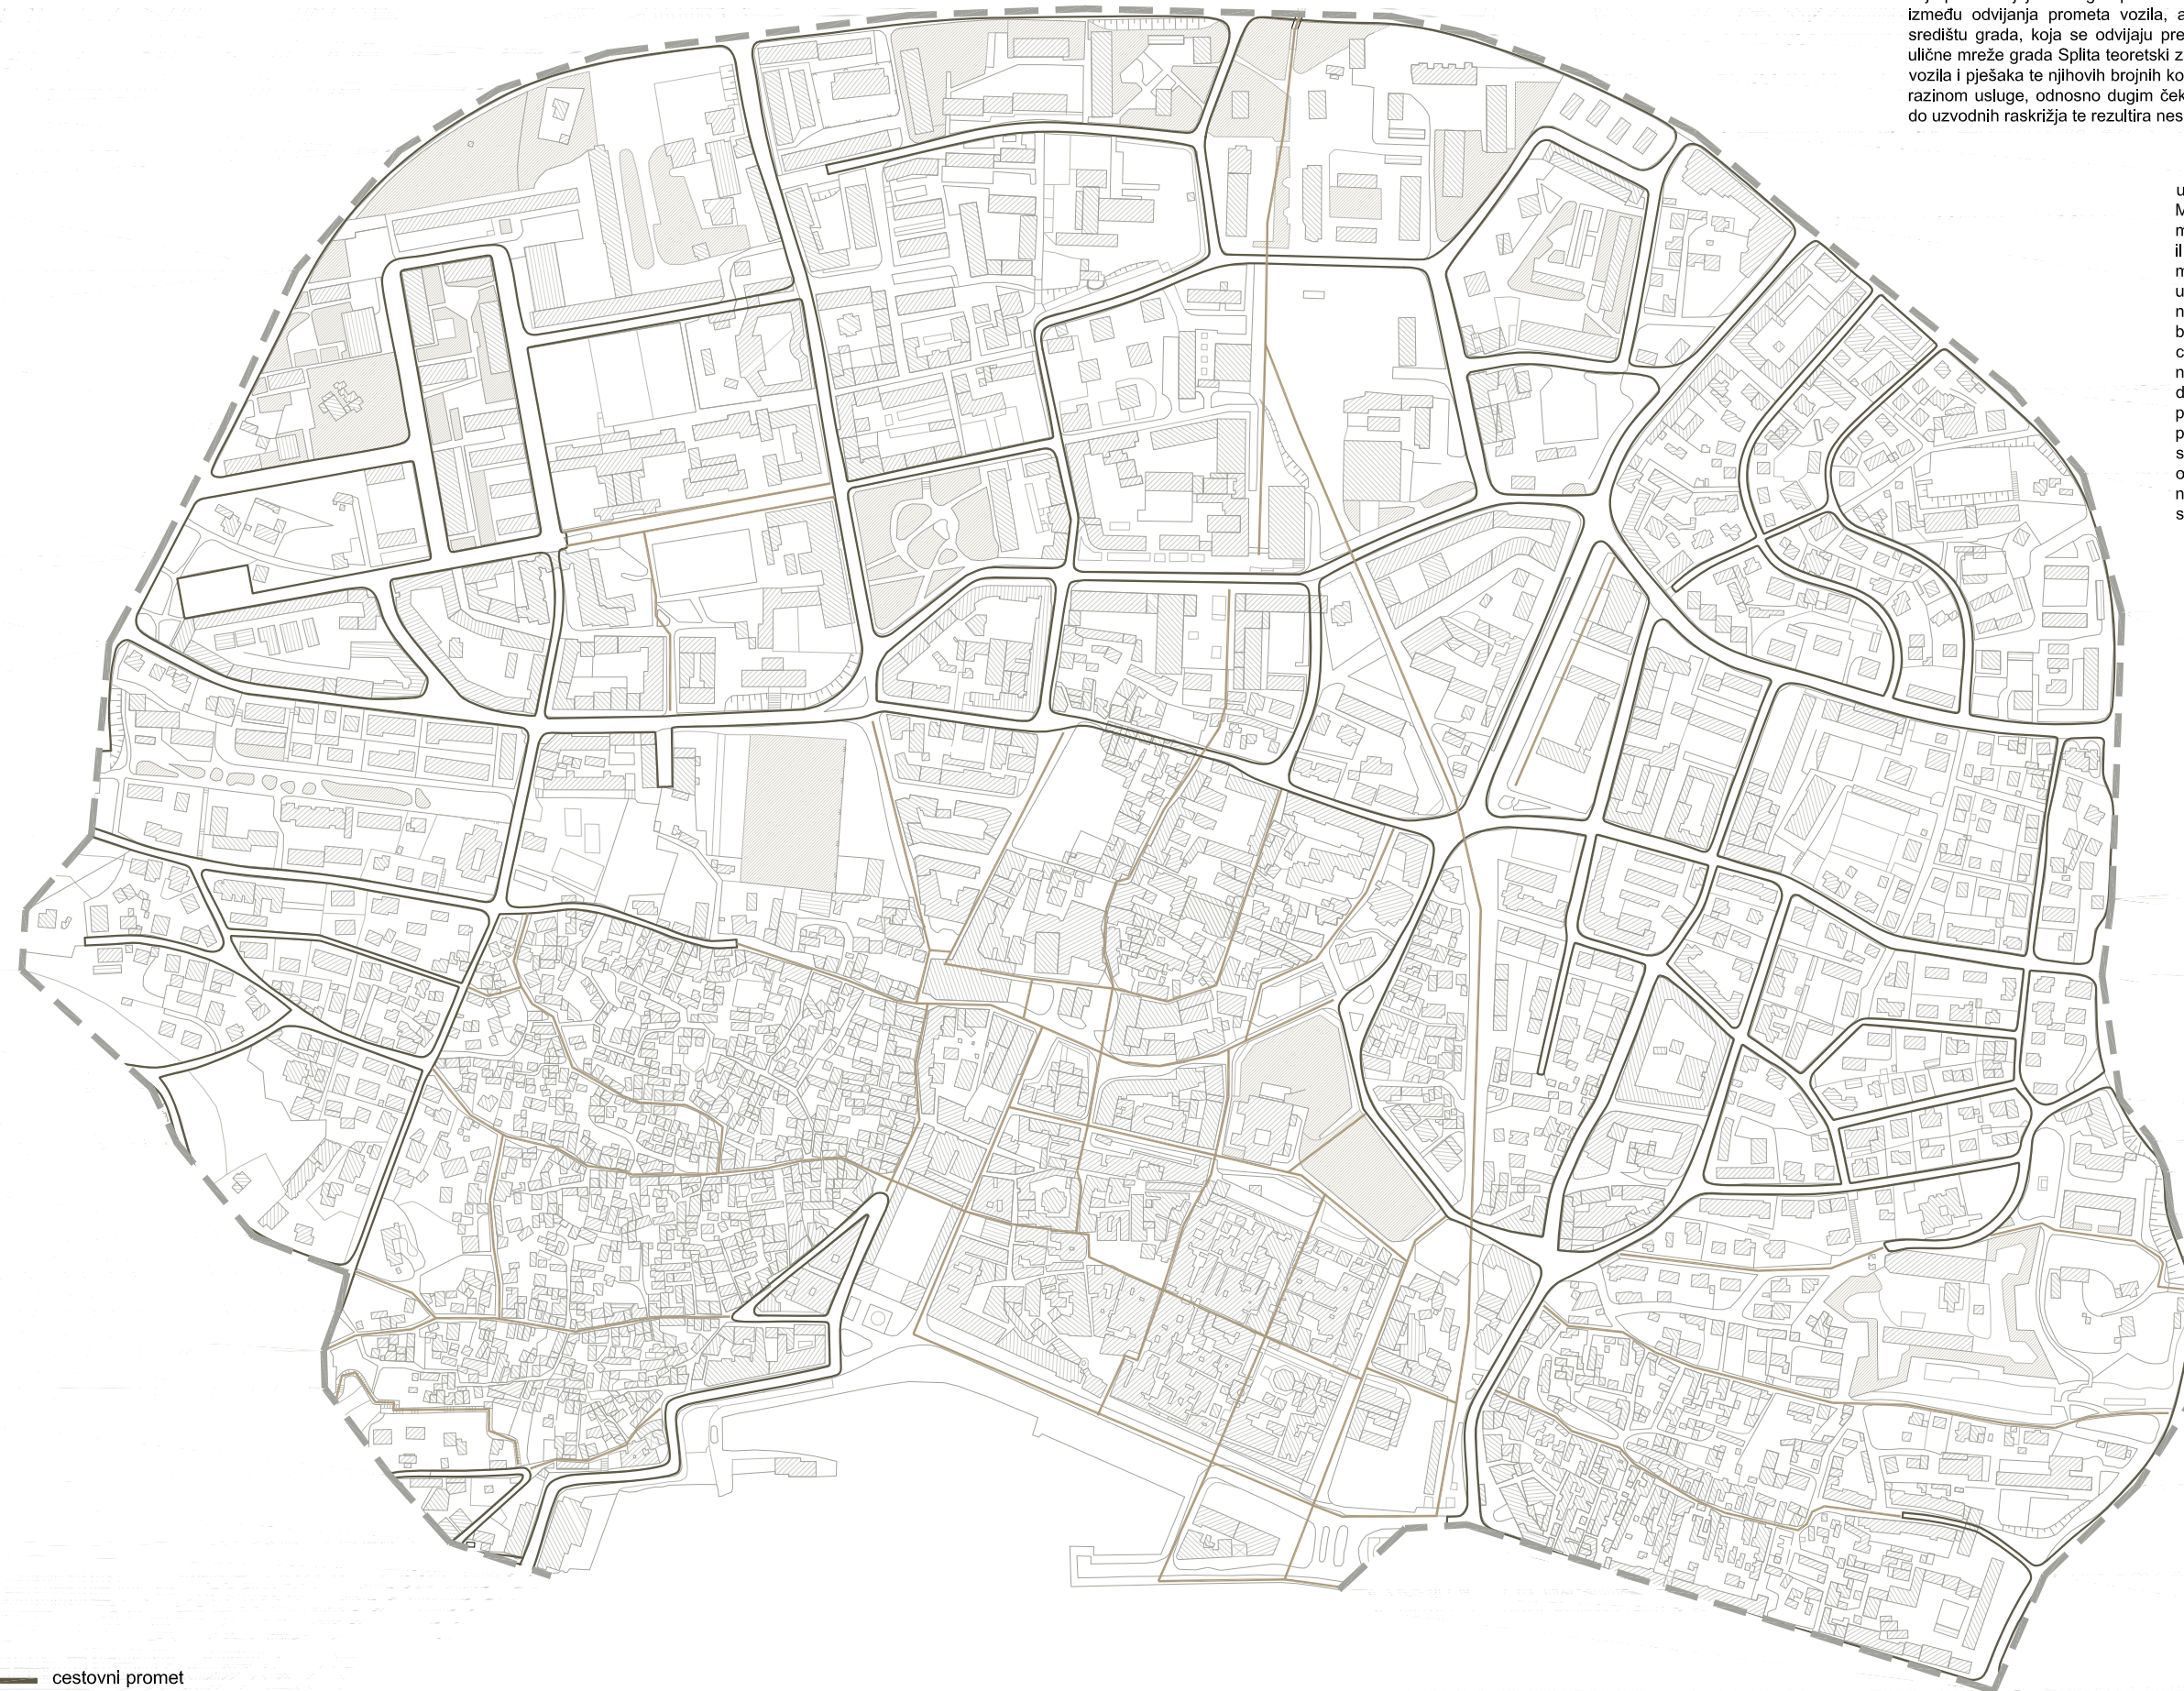 između odvijanja prometa vozila, a
središtu grada, koja se odvijaju pre
ulične mreže grada Splita teoretski z
vozila i pješaka te njihovih brojnih ko
razinom usluge, odnosno dugim ček
do uzvodnih raskrižja te rezultira nes
u
M
m
il
m
u
n
b
c
n
d
p
p
s
o
n
s
cestovni promet